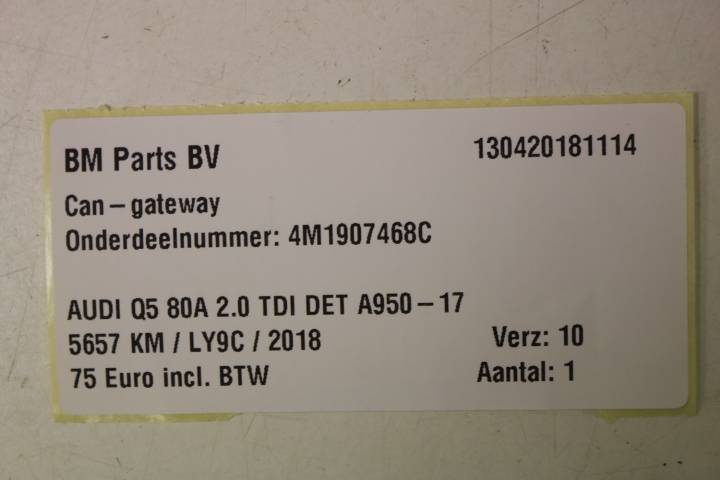 BM Parts BV 130420181114
Can-gateway
Onderdeelnummer: 4M1907468C
AUDI Q5 80A 2.0 TDI DET A950-17
5657 KM / LY9C / 2018 Verz: 10
75 Euro incl. BTW Aantal: 1